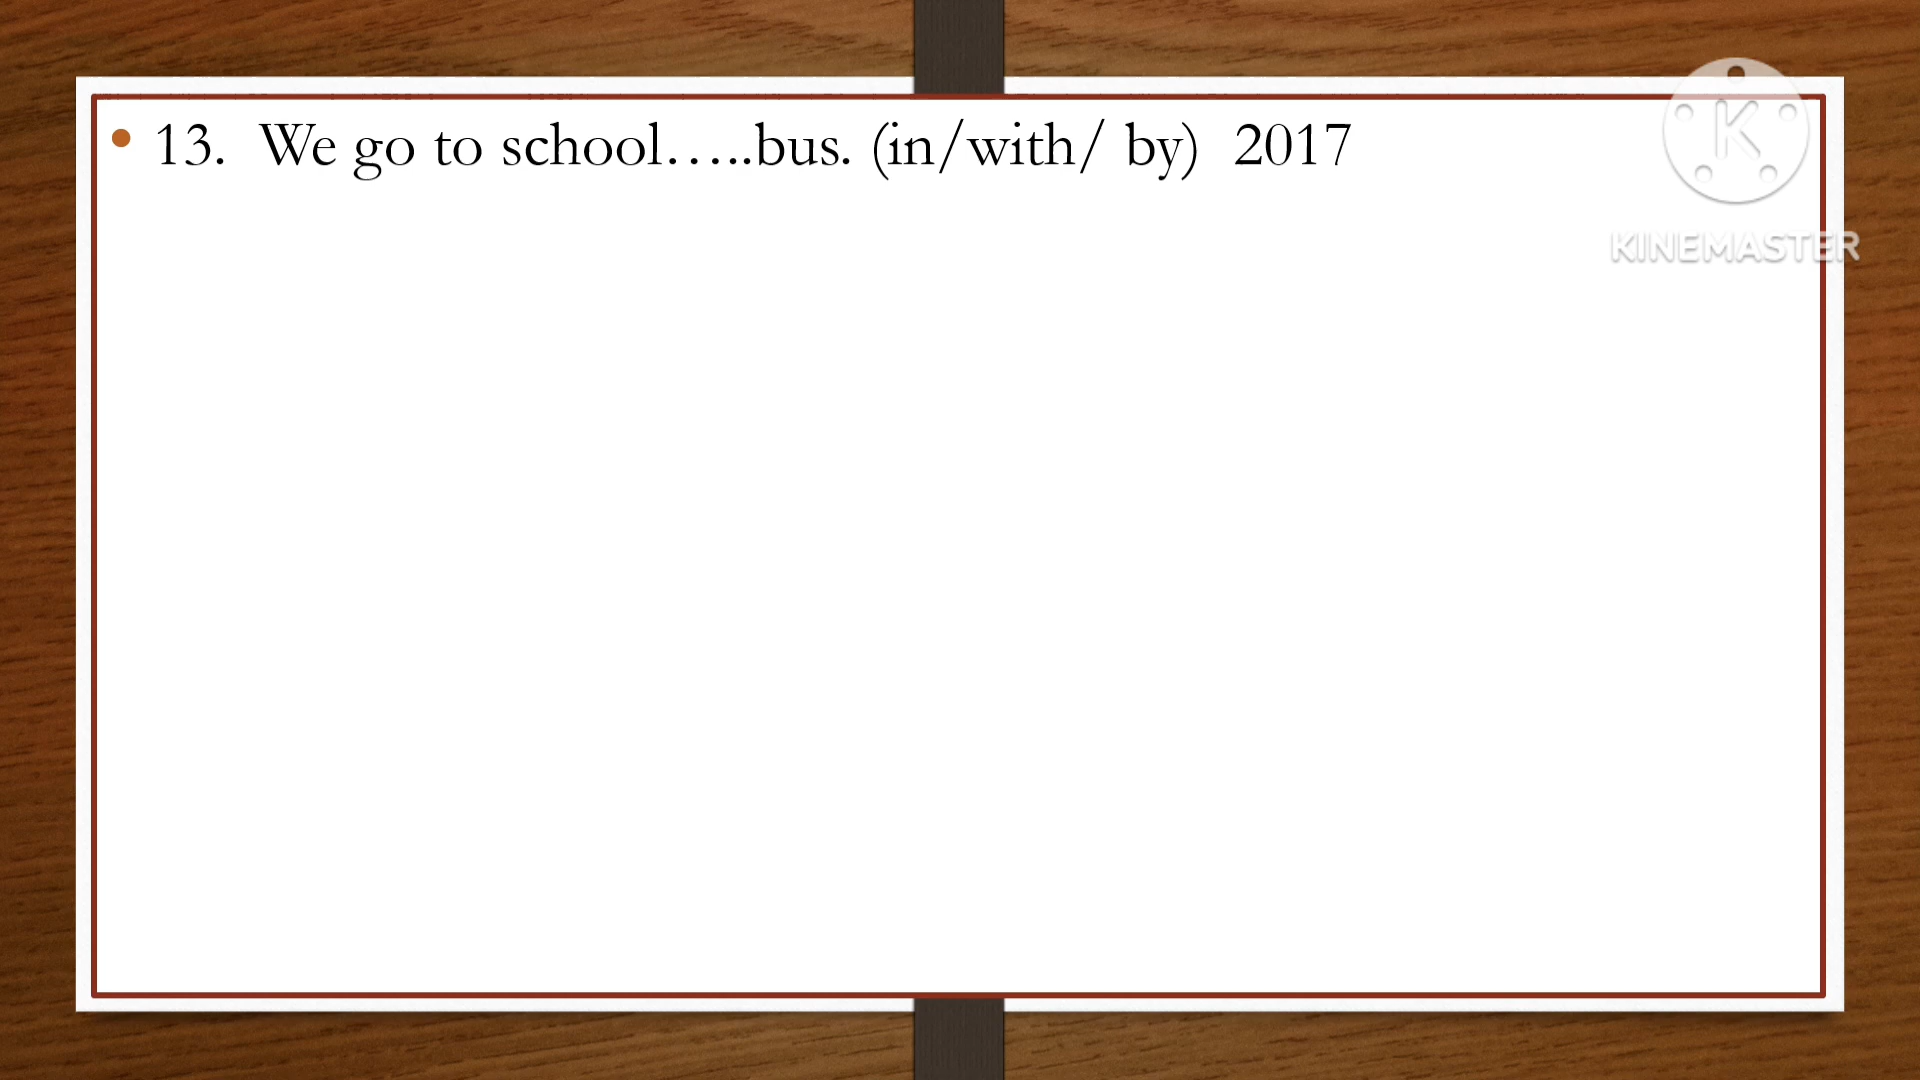 • 13.  We go to school…..bus. (in/with/ by)  2017
K
KINEMASTER